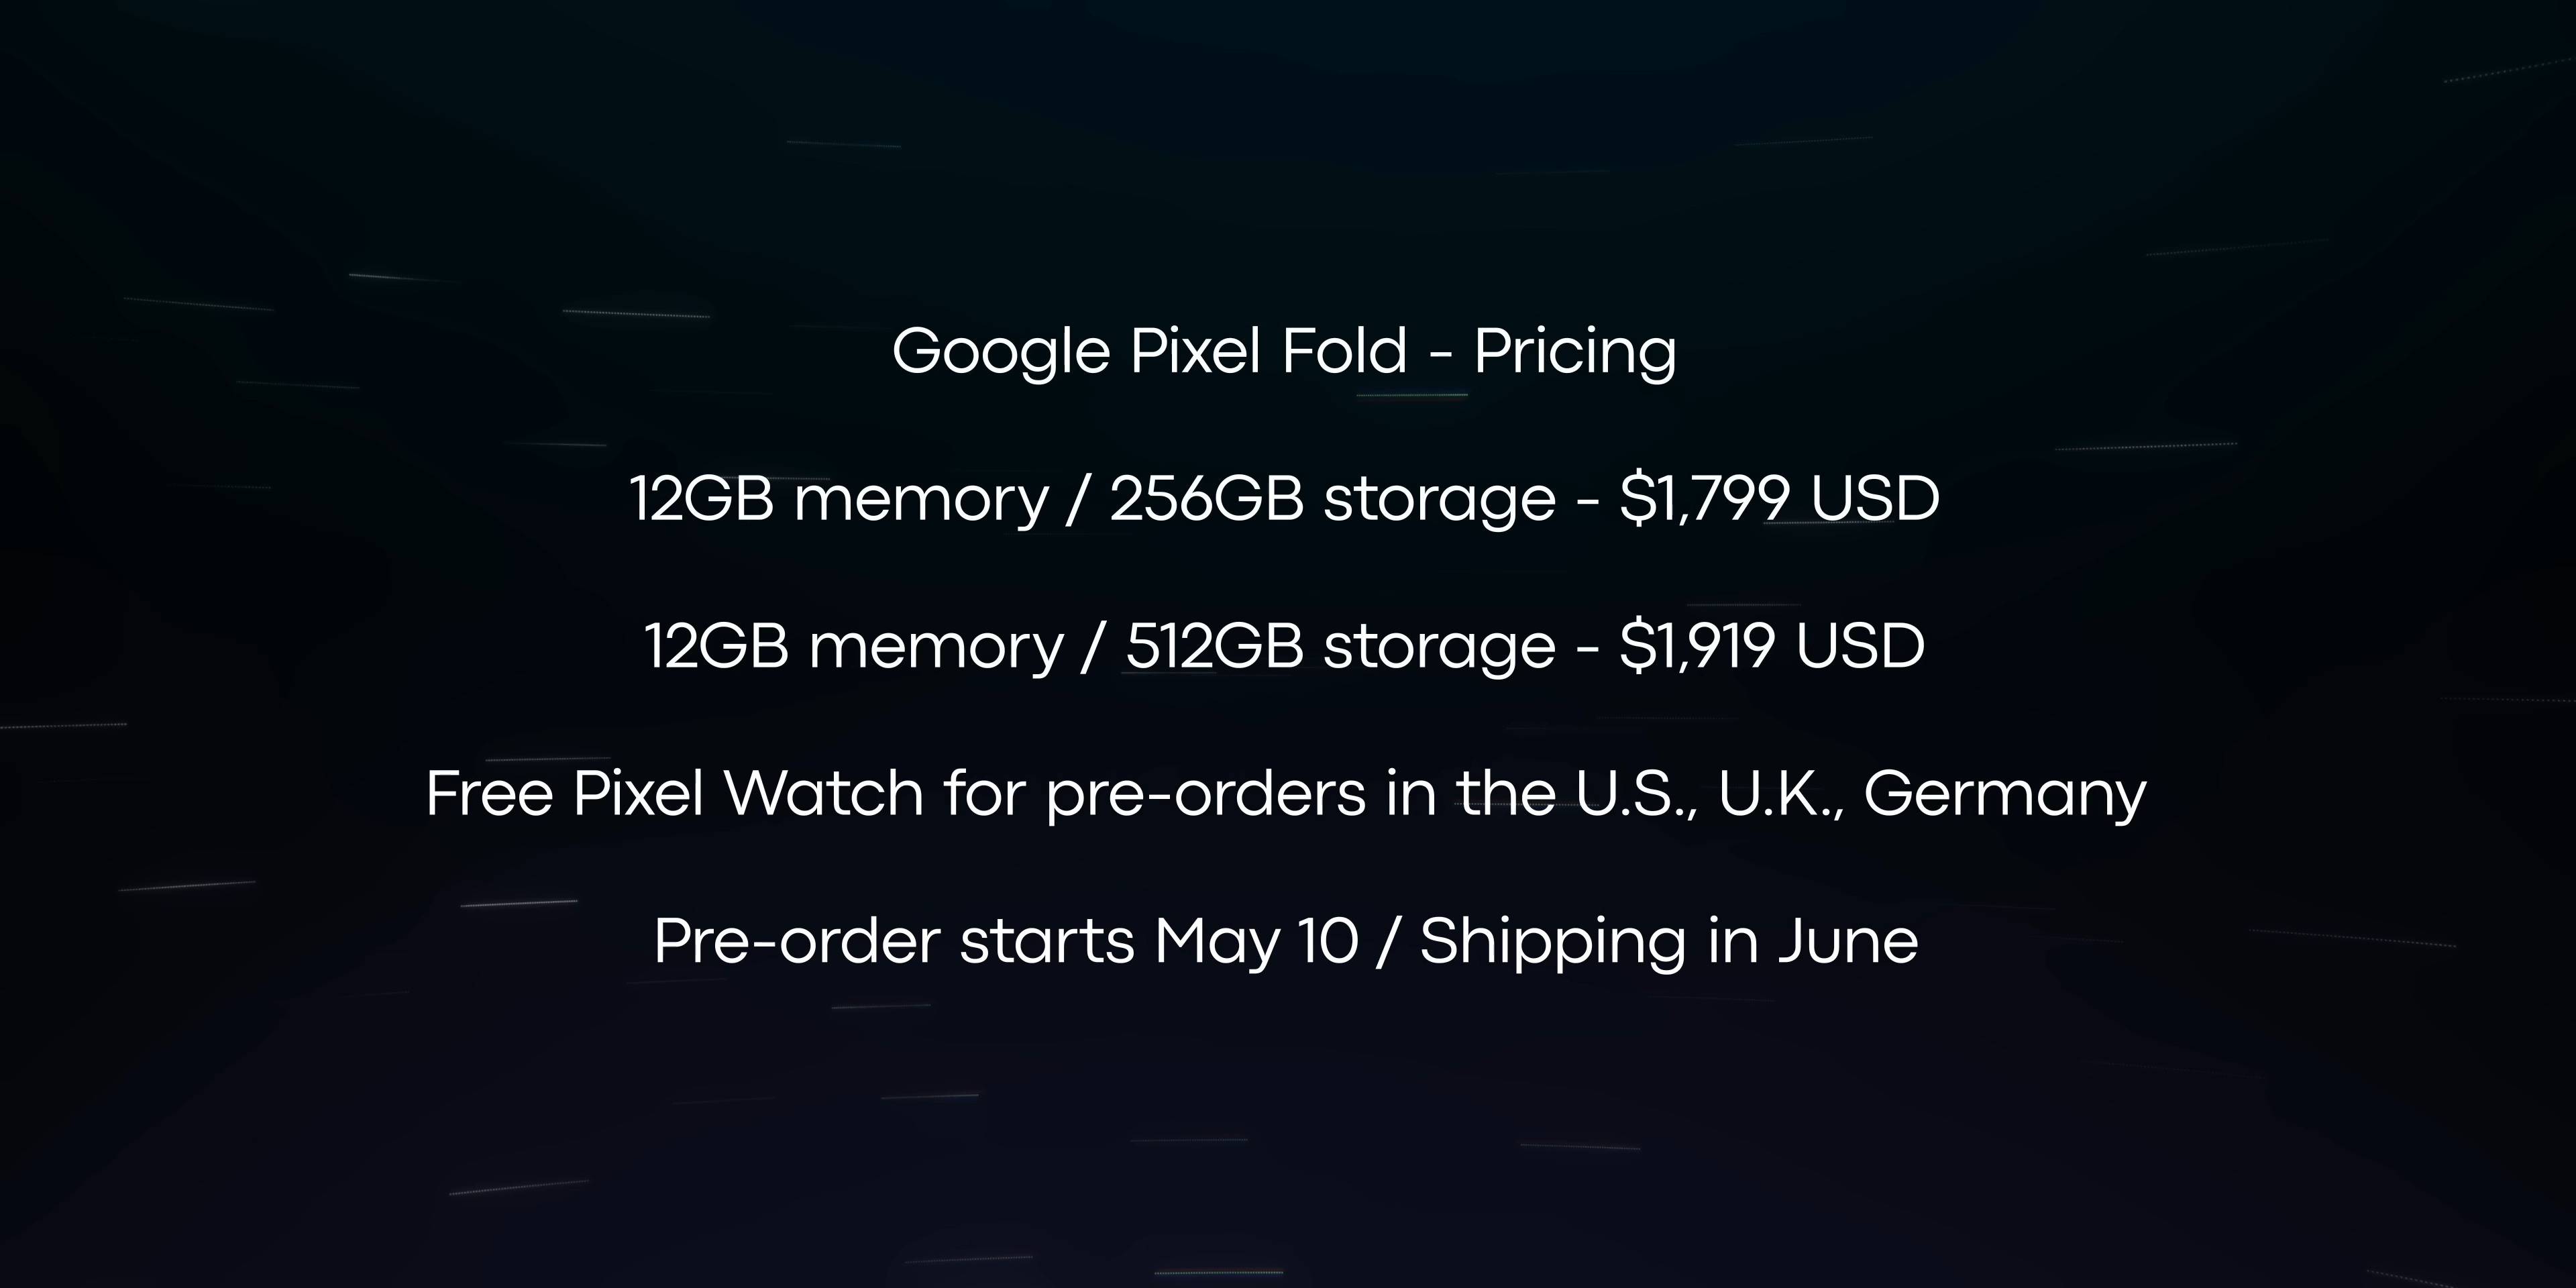 Google Pixel Fold - Pricing
12GB memory / 256GB storage - $1,799 USD
12GB memory / 512GB storage - $1,919 USD
Free Pixel Watch for pre-orders in the U.S., U.K., Germany
Pre-order starts May 10 / Shipping in June